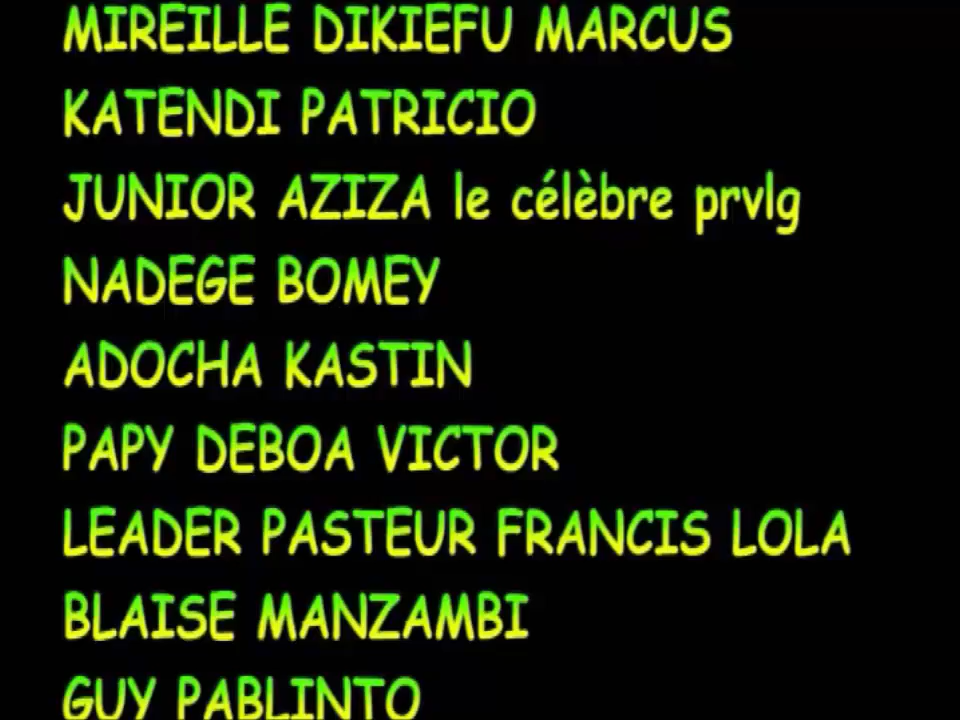 MIREILLE DIKIEFU MARCUS
KATENDI PATRICIO
JUNIOR AZIZA le célèbre prvlg
NADEGE BOMEY
ADOCHA KASTIN
PAPY DEBOA VICTOR
LEADER PASTEUR FRANCIS LOLA
BLAISE MANZAMBI
GUY PABLINTO